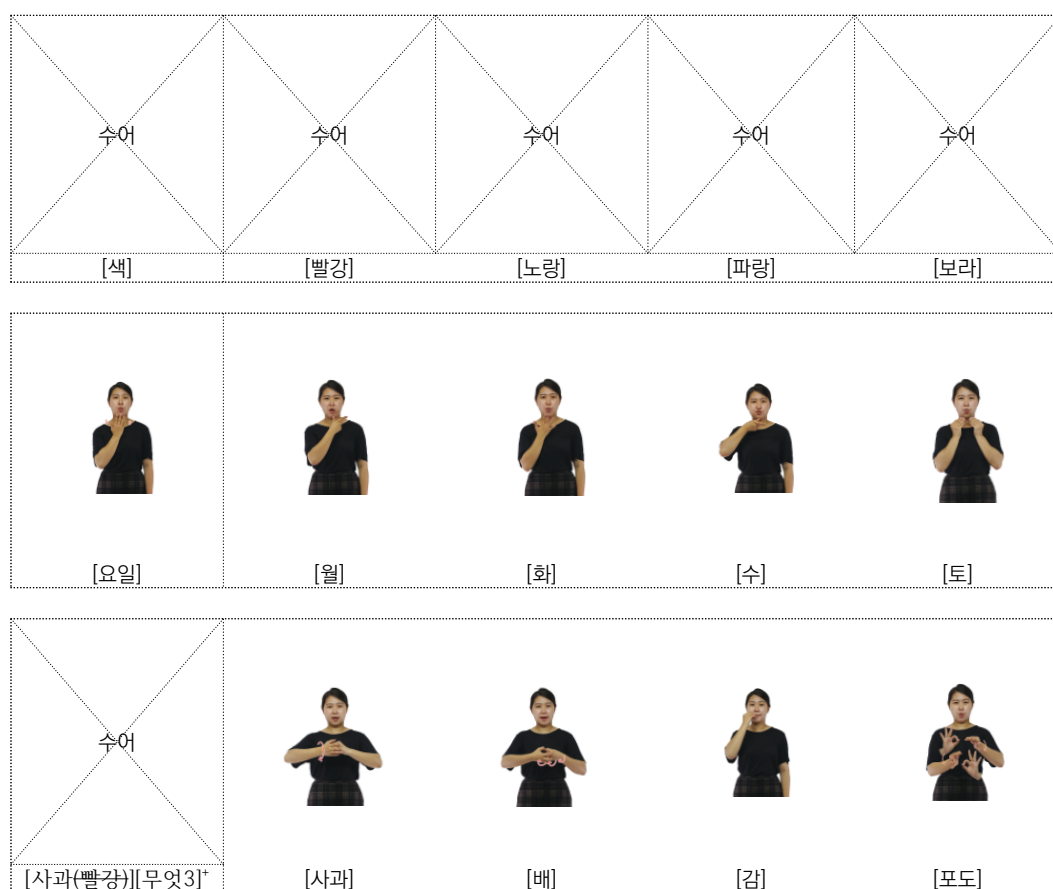 수어 수어 수어 수어 수어
[색] [빨강] [노랑] [파랑] [보라]
[요일] [월] [화] [수] [토]
수어
[사과(빨강)][무엇3]⁺ [사과] [배] [감] [포도]